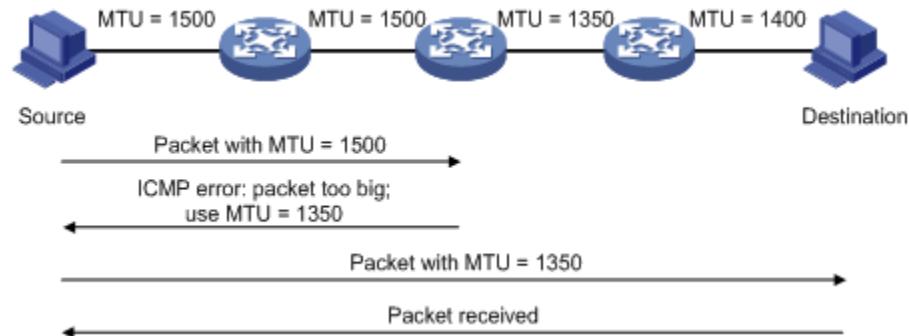 MTU = 1500
MTU = 1500
MTU = 1350
MTU = 1400
Source
Destination
Packet with MTU = 1500
ICMP error: packet too big;
use MTU = 1350
Packet with MTU = 1350
Packet received